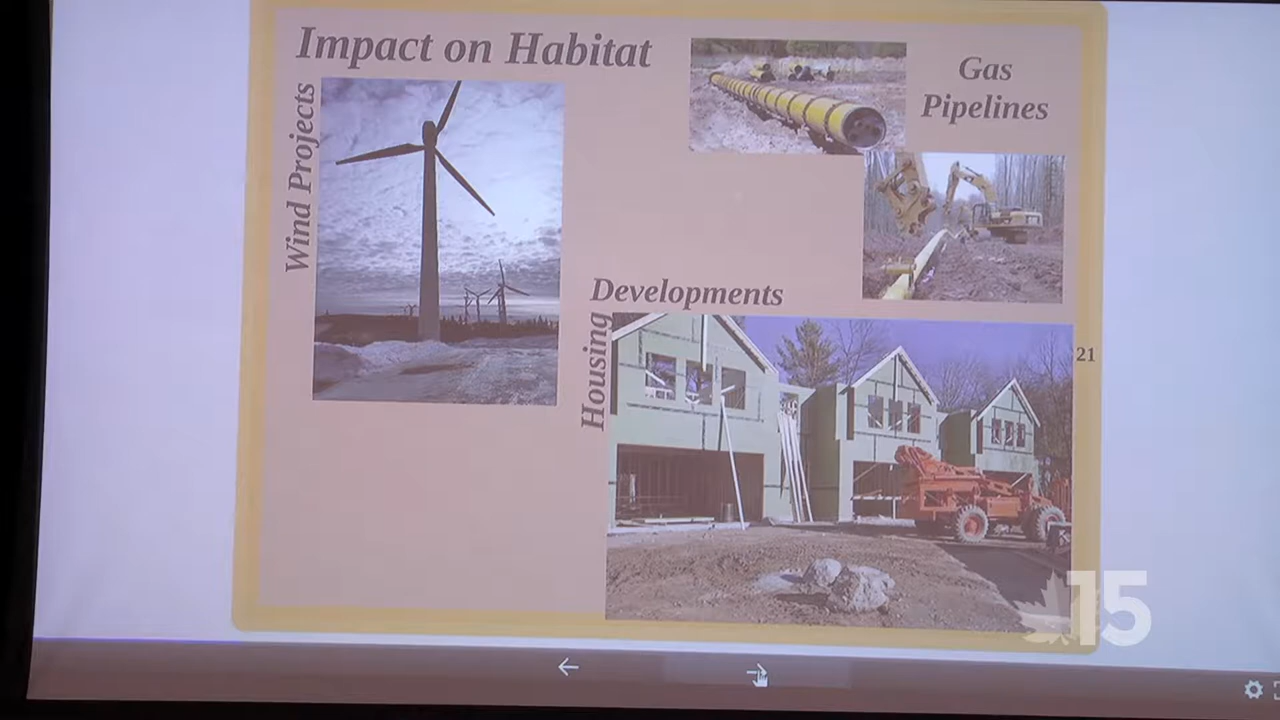 Impact on Habitat
Wind Projects
Gas
Pipelines
Developments
Housing
21
15